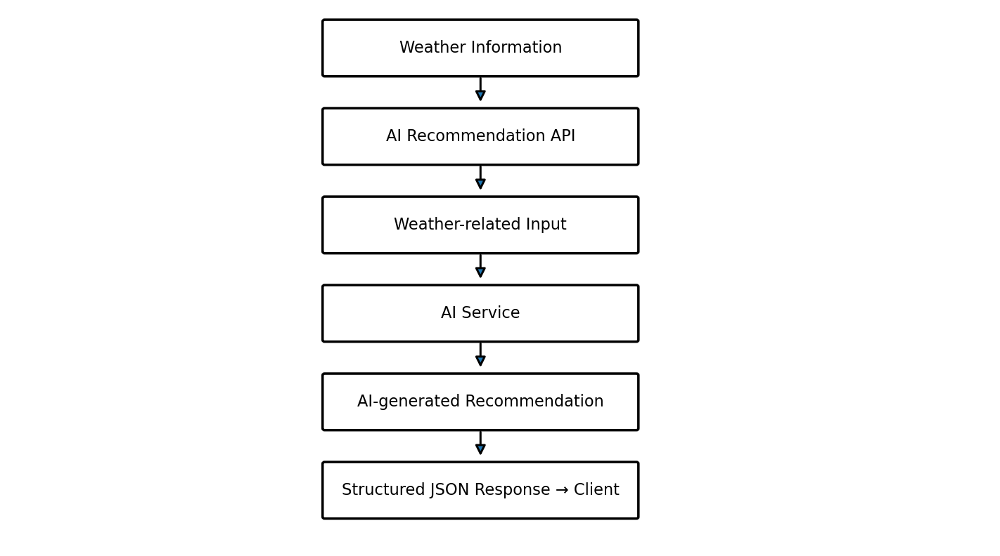 Weather Information
AI Recommendation API
Weather-related Input
AI Service
AI-generated Recommendation
Structured JSON Response → Client